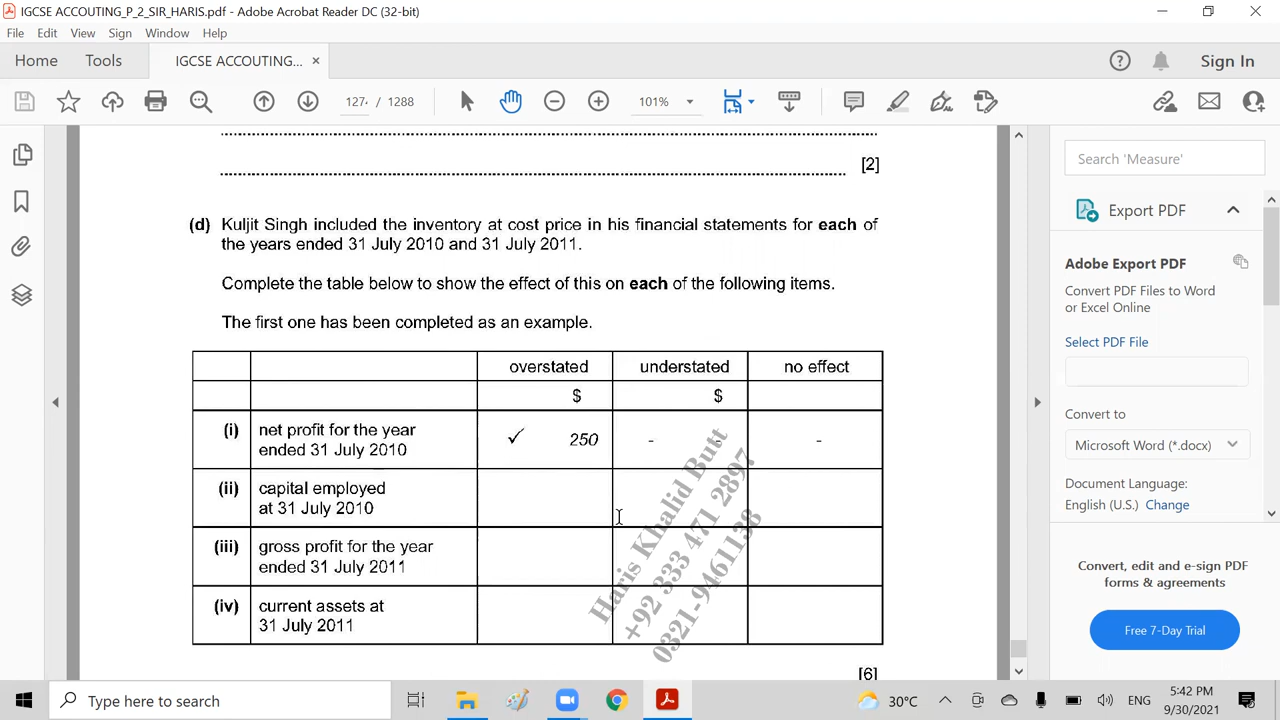 IGCSE ACCOUTING_P_2_SIR_HARIS.pdf - Adobe Acrobat Reader DC (32-bit)
File Edit View Sign Window Help
Home Tools IGCSE ACCOUTING... × Sign In
127₄ / 1288 101%
[2]
(d) Kuljit Singh included the inventory at cost price in his financial statements for each of
the years ended 31 July 2010 and 31 July 2011.
Complete the table below to show the effect of this on each of the following items.
The first one has been completed as an example.
overstated understated no effect
$ $
(i) net profit for the year
ended 31 July 2010
✓ 250 - - -
(ii) capital employed
at 31 July 2010
(iii) gross profit for the year
ended 31 July 2011
(iv) current assets at
31 July 2011
[6]
Haris Khalid Butt
+92 333 471 2897
0321-9461138
Search 'Measure'
Export PDF
Adobe Export PDF
Convert PDF Files to Word
or Excel Online
Select PDF File
Convert to
Microsoft Word (*.docx)
Document Language:
English (U.S.) Change
Convert, edit and e-sign PDF
forms & agreements
Free 7-Day Trial
Type here to search
30°C
ENG
5:42 PM
9/30/2021